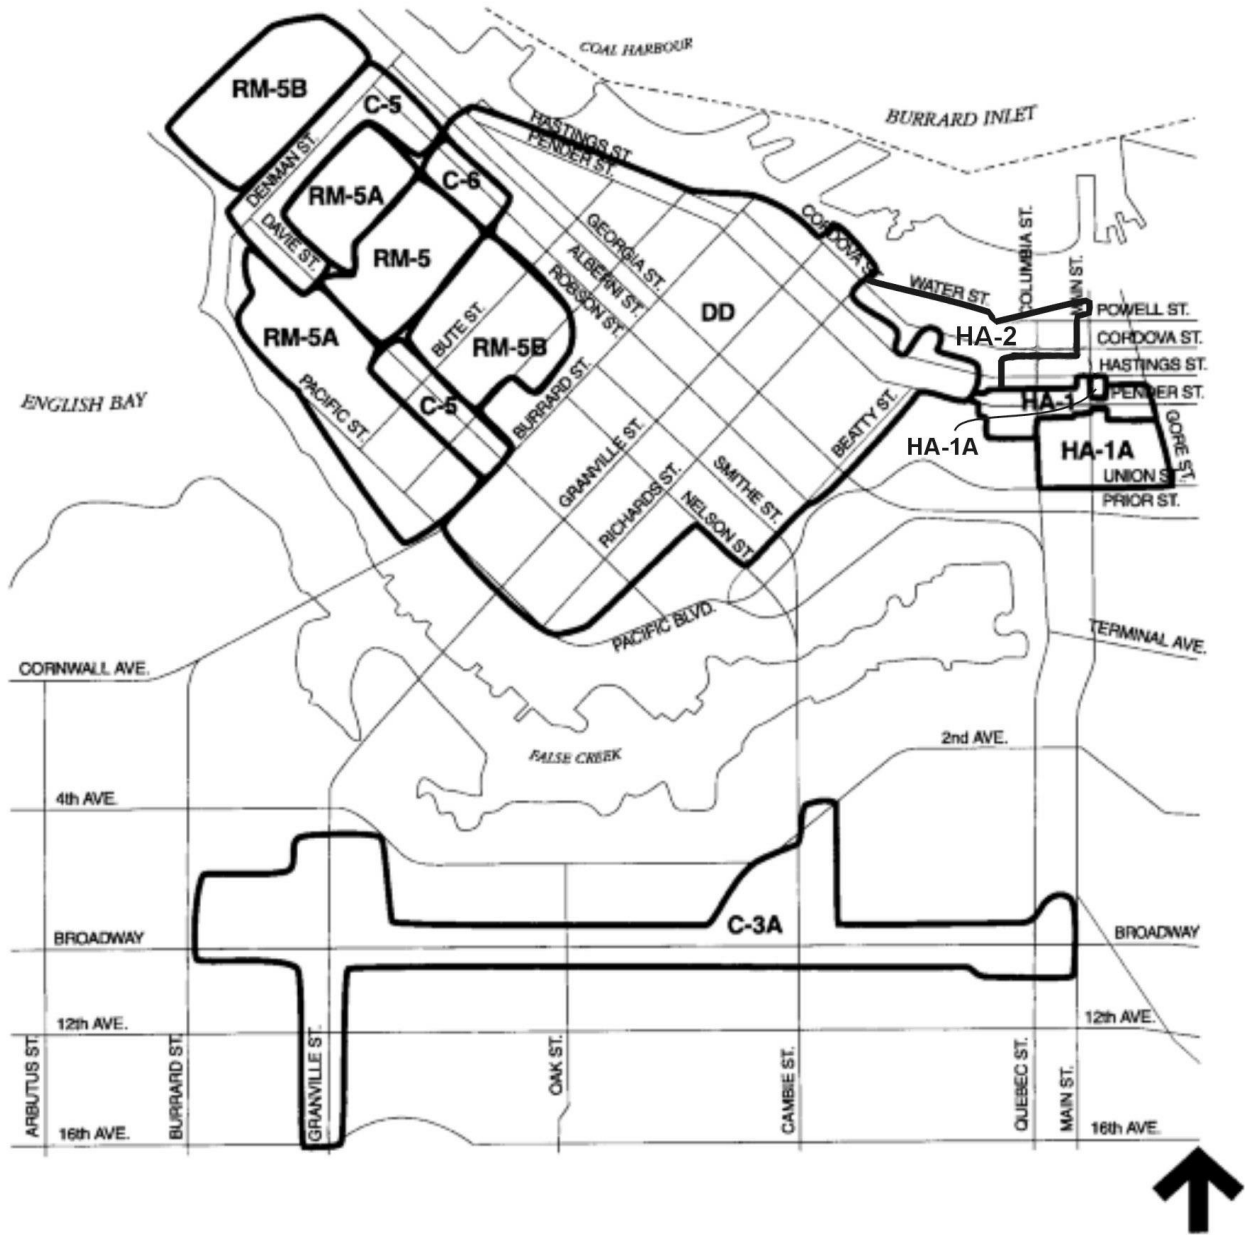 COAL HARBOUR
BURRARD INLET
RM-5B
C-5
HASTINGS ST.
PENDER ST.
DENMAN ST.
RM-5A
C-6
DAVIE ST.
RM-5
GEORGIA ST.
ALBERNI ST.
ROBSON ST.
CORDOVA ST.
COLUMBIA ST.
MAIN ST.
WATER ST.
POWELL ST.
DD
HA-2
CORDOVA ST.
RM-5A
BUTE ST.
RM-5B
HASTINGS ST.
PENDER ST.
ENGLISH BAY
PACIFIC ST.
C-5
BURRARD ST.
BEATTY ST.
HA-1
HA-1A
HA-1A
GORE ST.
GRANVILLE ST.
RICHARDS ST.
SMITHE ST.
NELSON ST.
UNION ST.
PRIOR ST.
PACIFIC BLVD.
TERMINAL AVE.
CORNWALL AVE.
FALSE CREEK
2nd AVE.
4th AVE.
C-3A
BROADWAY
BROADWAY
12th AVE.
12th AVE.
ARBUTUS ST.
BURRARD ST.
GRANVILLE ST.
OAK ST.
CAMBIE ST.
QUEBEC ST.
MAIN ST.
16th AVE.
16th AVE.